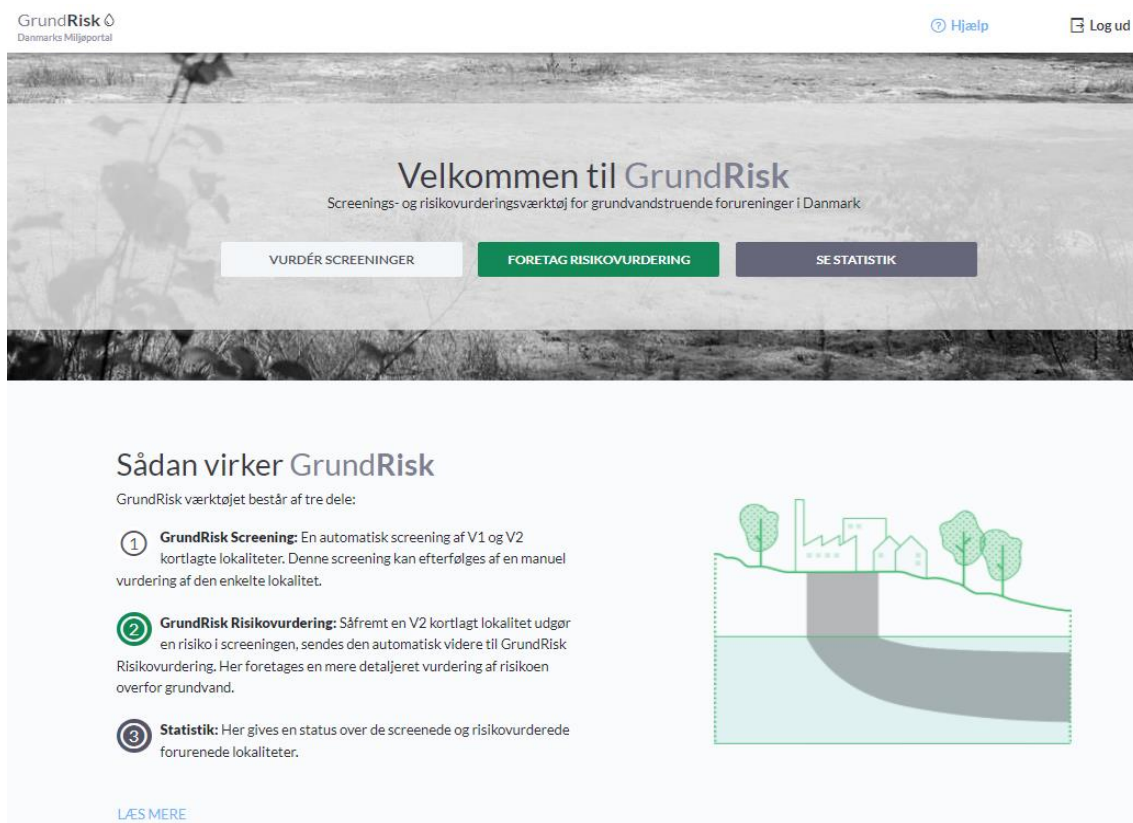 GrundRisk
Danmarks Miljøportal
Hjælp
Log ud
Velkommen til GrundRisk
Screenings- og risikovurderingsværktøj for grundvandstruende forureninger i Danmark
VURDÉR SCREENINGER
FORETAG RISIKOVURDERING
SE STATISTIK
Sådan virker GrundRisk
GrundRisk værktøjet består af tre dele:
1 GrundRisk Screening: En automatisk screening af V1 og V2
kortlagte lokaliteter. Denne screening kan efterfølges af en manuel
vurdering af den enkelte lokalitet.
2 GrundRisk Risikovurdering: Såfremt en V2 kortlagt lokalitet udgør
en risiko i screeningen, sendes den automatisk videre til GrundRisk
Risikovurdering. Her foretages en mere detaljeret vurdering af risikoen
overfor grundvand.
3 Statistik: Her gives en status over de screenede og risikovurderede
forurenede lokaliteter.
LÆS MERE